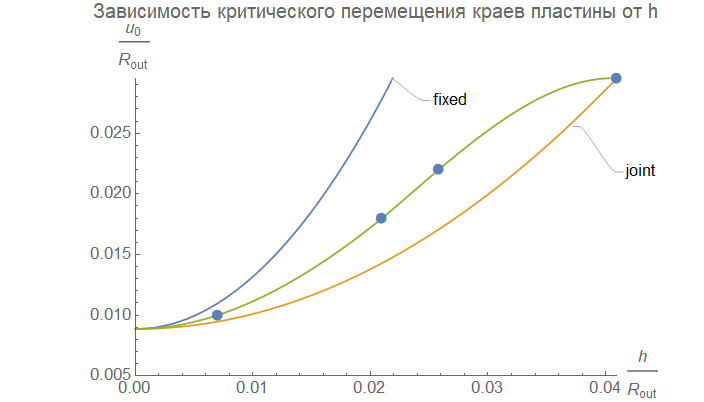 Зависимость критического перемещения краев пластины от h
u0
Rout
fixed
0.025
joint
0.020
0.015
0.010
0.005
0.00 0.01 0.02 0.03 0.04
h
Rout